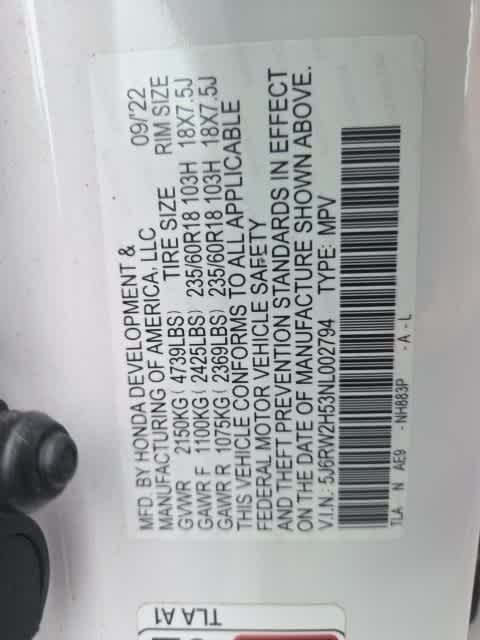 MFD. BY HONDA DEVELOPMENT & 09/'22
MANUFACTURING OF AMERICA, LLC
TIRE SIZE RIM SIZE
GVWR 2150KG ( 4739LBS)
GAWR F 1100KG ( 2425LBS) 235/60R18 103H 18X7.5J
GAWR R 1075KG ( 2369LBS) 235/60R18 103H 18X7.5J
THIS VEHICLE CONFORMS TO ALL APPLICABLE
FEDERAL MOTOR VEHICLE SAFETY
AND THEFT PREVENTION STANDARDS IN EFFECT
ON THE DATE OF MANUFACTURE SHOWN ABOVE.
V.I.N.: 5J6RW2H53NL002794 TYPE: MPV
TLA N AE9 - NH883P - A - L
TLA A1